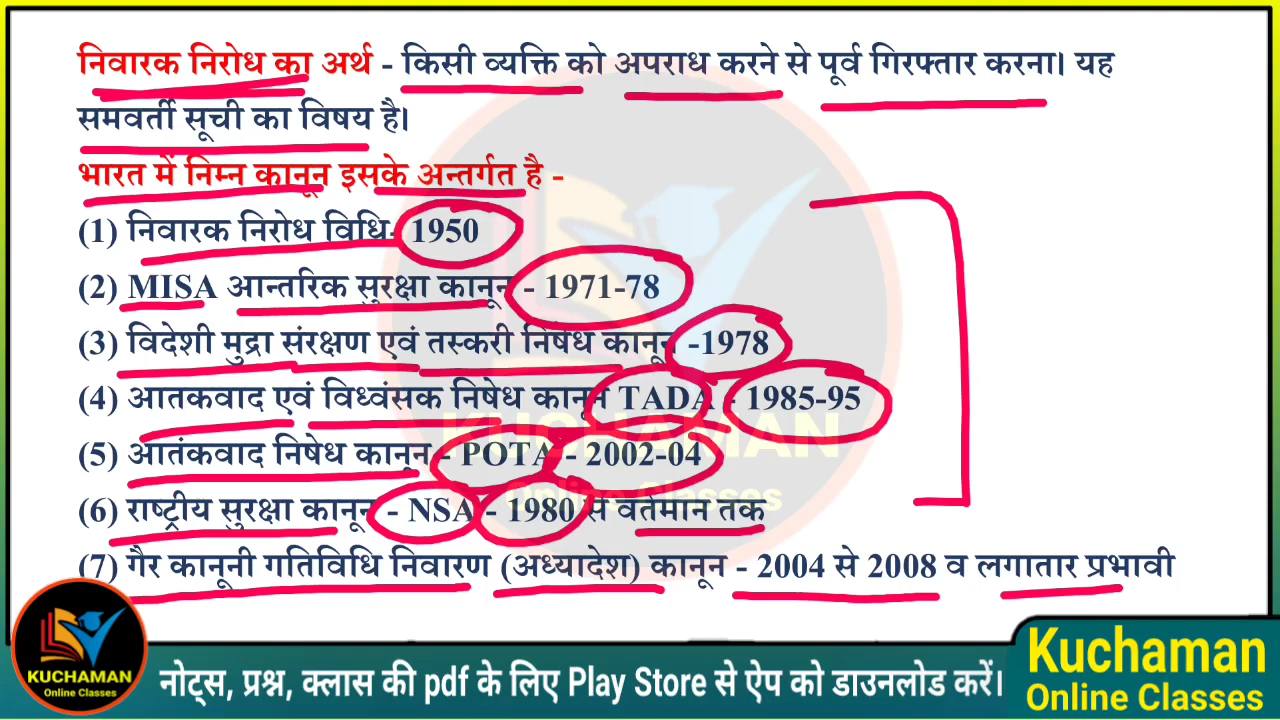 निवारक निरोध का अर्थ - किसी व्यक्ति को अपराध करने से पूर्व गिरफ्तार करना। यह
समवर्ती सूची का विषय है।
भारत में निम्न कानून इसके अन्तर्गत है -
(1) निवारक निरोध विधि- 1950
(2) MISA आन्तरिक सुरक्षा कानून - 1971-78
(3) विदेशी मुद्रा संरक्षण एवं तस्करी निषेध कानून -1978
(4) आतकवाद एवं विध्वंसक निषेध कानून TADA - 1985-95
(5) आतंकवाद निषेध कानून - POTA - 2002-04
(6) राष्ट्रीय सुरक्षा कानून - NSA - 1980 से वर्तमान तक
(7) गैर कानूनी गतिविधि निवारण (अध्यादेश) कानून - 2004 से 2008 व लगातार प्रभावी
KUCHAMAN
Online Classes
KUCHAMAN
Online Classes
नोट्स, प्रश्न, क्लास की pdf के लिए Play Store से ऐप को डाउनलोड करें।
Kuchaman
Online Classes